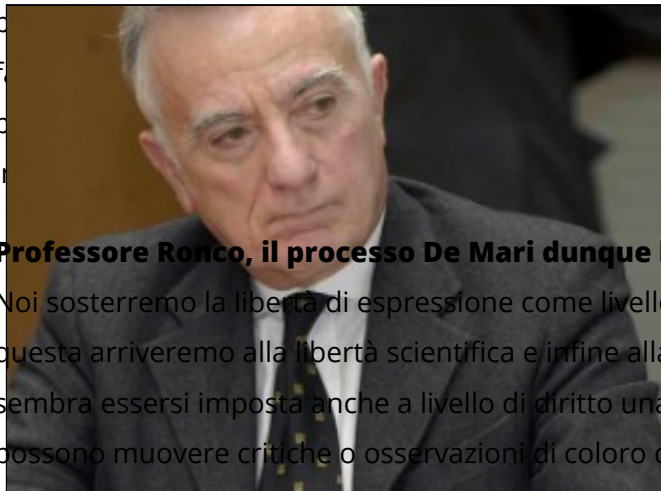 Professore Ronco, il processo De Mari dunque
Noi sosterremo la libertà di espressione come livello
questa arriveremo alla libertà scientifica e infine alla
sembra essersi imposta anche a livello di diritto una
possono muovere critiche o osservazioni di coloro